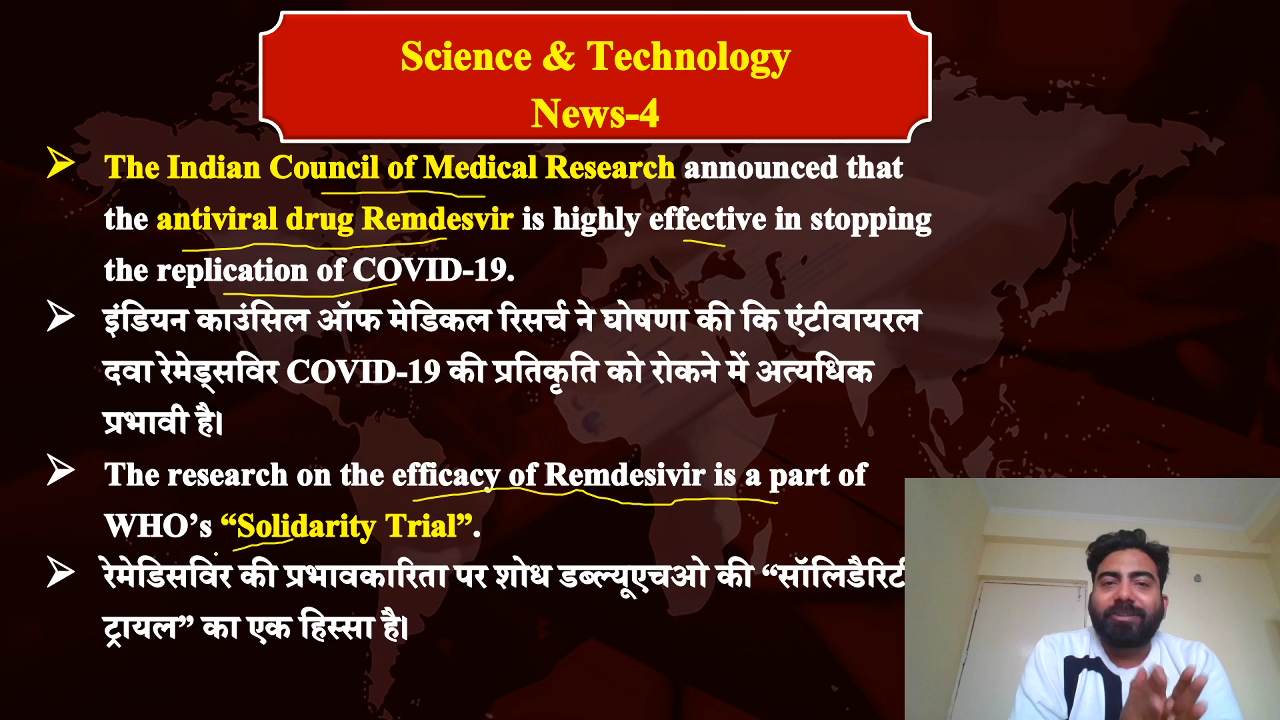 Science & Technology
News-4
The Indian Council of Medical Research announced that
the antiviral drug Remdesvir is highly effective in stopping
the replication of COVID-19.
इंडियन काउंसिल ऑफ मेडिकल रिसर्च ने घोषणा की कि एंटीवायरल
दवा रेमेड्सविर COVID-19 की प्रतिकृति को रोकने में अत्यधिक
प्रभावी है।
The research on the efficacy of Remdesivir is a part of
WHO’s “Solidarity Trial”.
रेमेडिसविर की प्रभावकारिता पर शोध डब्ल्यूएचओ की “सॉलिडैरिटी
ट्रायल” का एक हिस्सा है।